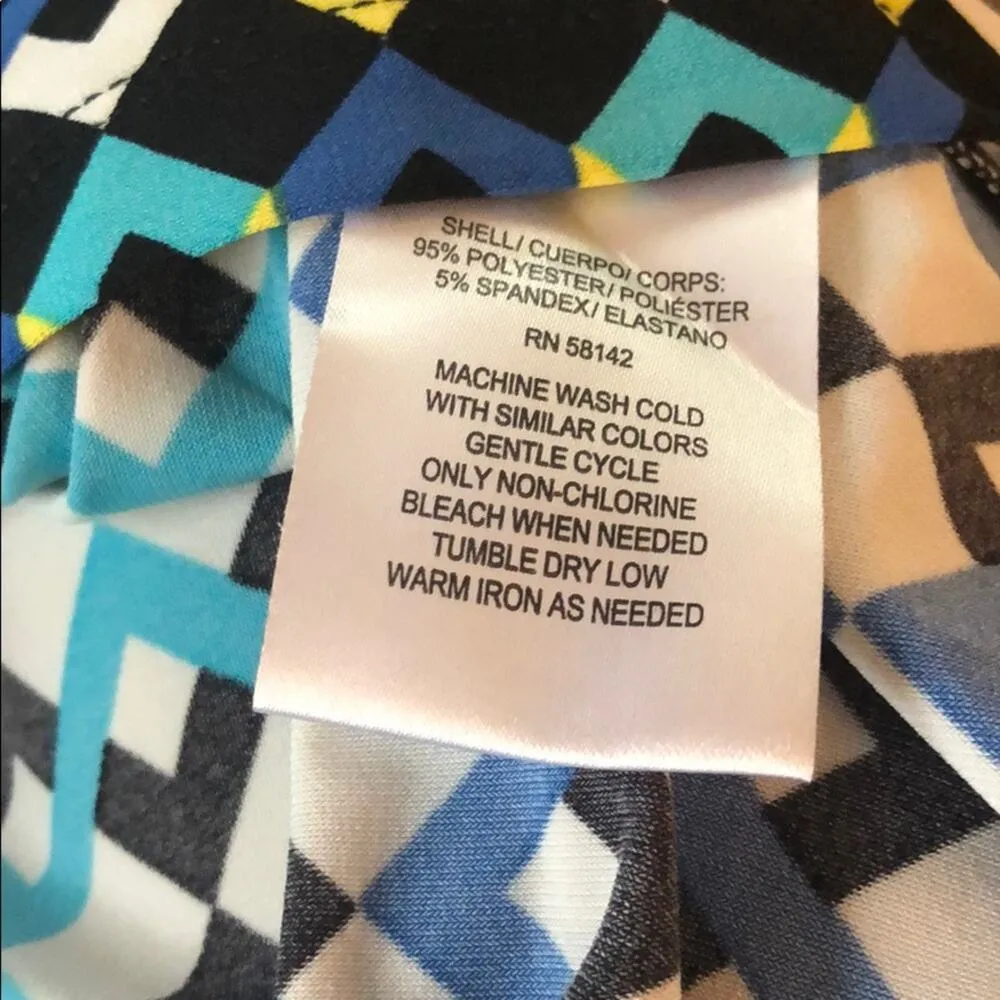 SHELL/ CUERPO/ CORPS:
95% POLYESTER/ POLIÉSTER
5% SPANDEX/ ELASTANO
RN 58142
MACHINE WASH COLD
WITH SIMILAR COLORS
GENTLE CYCLE
ONLY NON-CHLORINE
BLEACH WHEN NEEDED
TUMBLE DRY LOW
WARM IRON AS NEEDED